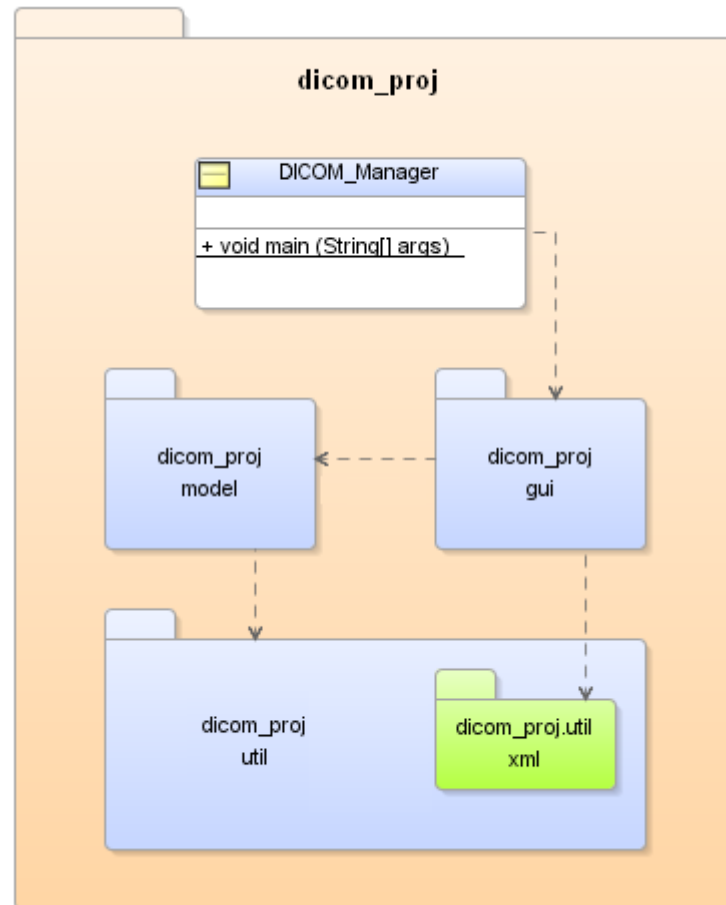 dicom_proj
DICOM_Manager
+ void main (String[] args)
dicom_proj
model
dicom_proj
gui
dicom_proj
util
dicom_proj.util
xml